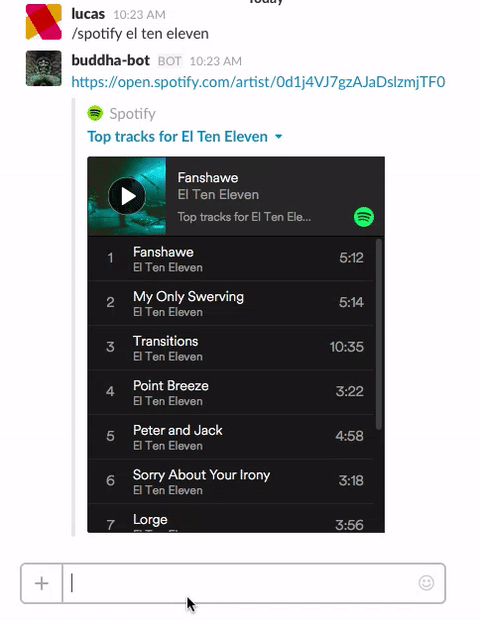 lucas 10:23 AM
/spotify el ten eleven
buddha-bot BOT 10:23 AM
https://open.spotify.com/artist/0d1j4VJ7gzAJaDslzmjTF0
Spotify
Top tracks for El Ten Eleven
Fanshawe
El Ten Eleven
Top tracks for El Ten Ele...
1 Fanshawe 5:12
El Ten Eleven
2 My Only Swerving 5:14
El Ten Eleven
3 Transitions 10:35
El Ten Eleven
4 Point Breeze 3:22
El Ten Eleven
5 Peter and Jack 4:58
El Ten Eleven
6 Sorry About Your Irony 3:18
El Ten Eleven
7 Lorge 3:56